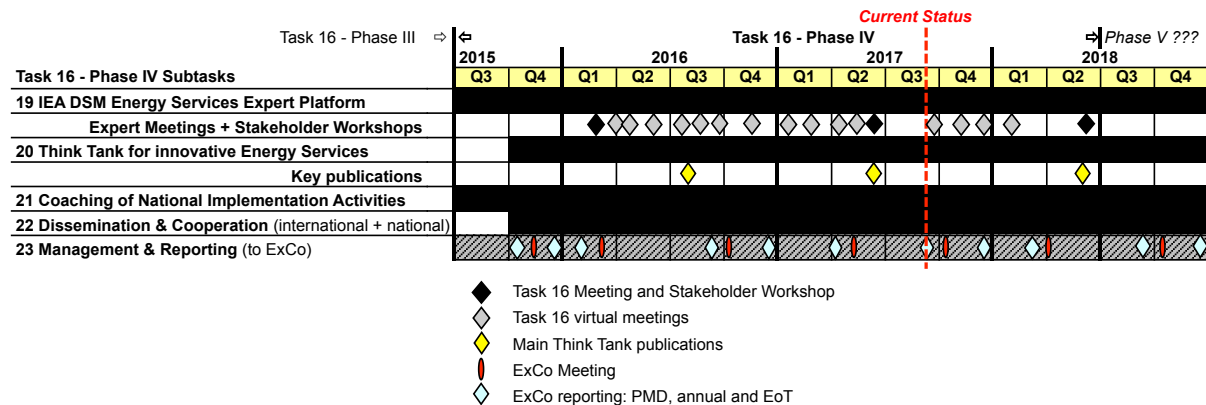 Current Status
Task 16 - Phase III ⇨ ⇦ Task 16 - Phase IV ⇨ Phase V ???
2015 2016 2017 2018
Task 16 - Phase IV Subtasks Q3 Q4 Q1 Q2 Q3 Q4 Q1 Q2 Q3 Q4 Q1 Q2 Q3 Q4
19 IEA DSM Energy Services Expert Platform
Expert Meetings + Stakeholder Workshops
20 Think Tank for innovative Energy Services
Key publications
21 Coaching of National Implementation Activities
22 Dissemination & Cooperation (international + national)
23 Management & Reporting (to ExCo)
Task 16 Meeting and Stakeholder Workshop
Task 16 virtual meetings
Main Think Tank publications
ExCo Meeting
ExCo reporting: PMD, annual and EoT